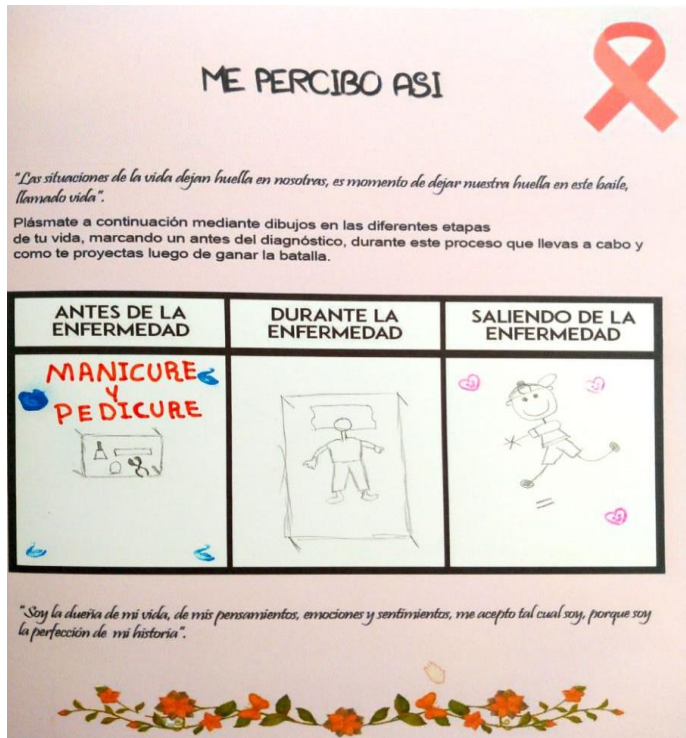 ME PERCIBO ASI
"Las situaciones de la vida dejan huella en nosotras, es momento de dejar nuestra huella en este baile,
llamado vida".
Plásmate a continuación mediante dibujos en las diferentes etapas
de tu vida, marcando un antes del diagnóstico, durante este proceso que llevas a cabo y
como te proyectas luego de ganar la batalla.
ANTES DE LA
ENFERMEDAD
DURANTE LA
ENFERMEDAD
SALIENDO DE LA
ENFERMEDAD
MANICURE
Y
PEDICURE
"Soy la dueña de mi vida, de mis pensamientos, emociones y sentimientos, me acepto tal cual soy, porque soy
la perfección de mi historia".